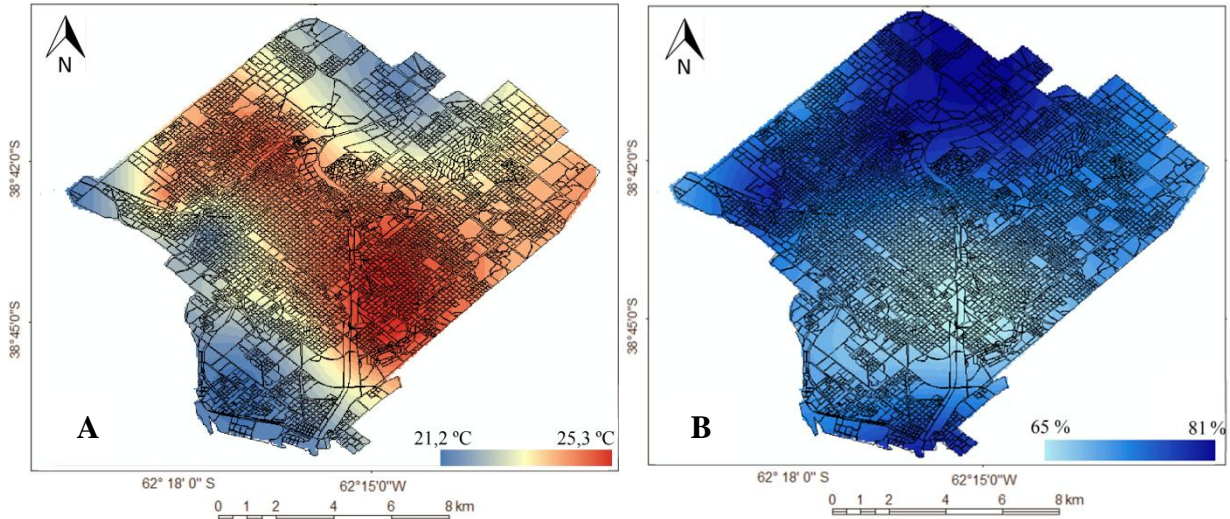 N
38°42'0"S
38°45'0"S
A
21,2 ºC
25,3 ºC
62° 18' 0" S
62°15'0"W
0 1 2 4 6 8 km
N
38°42'0"S
38°45'0"S
B
65 %
81 %
62° 18' 0" S
62°15'0"W
0 1 2 4 6 8 km